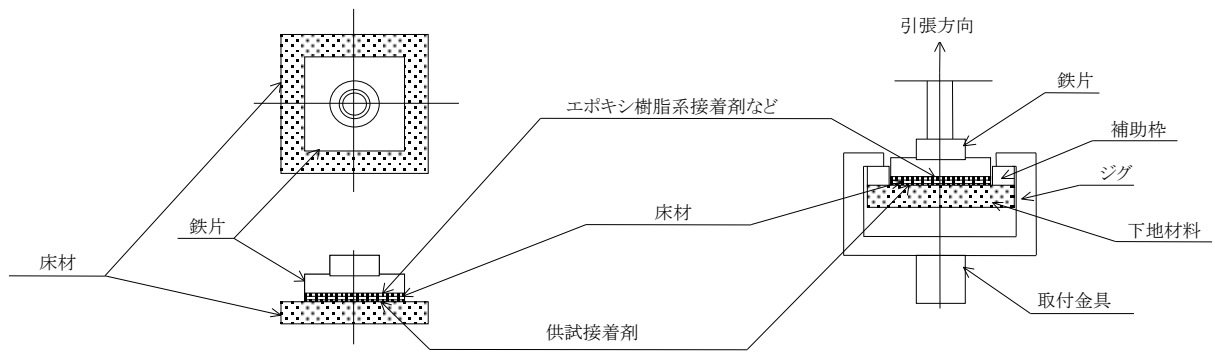 引張方向
鉄片
エポキシ樹脂系接着剤など
補助枠
ジグ
鉄片
床材
下地材料
床材
取付金具
供試接着剤